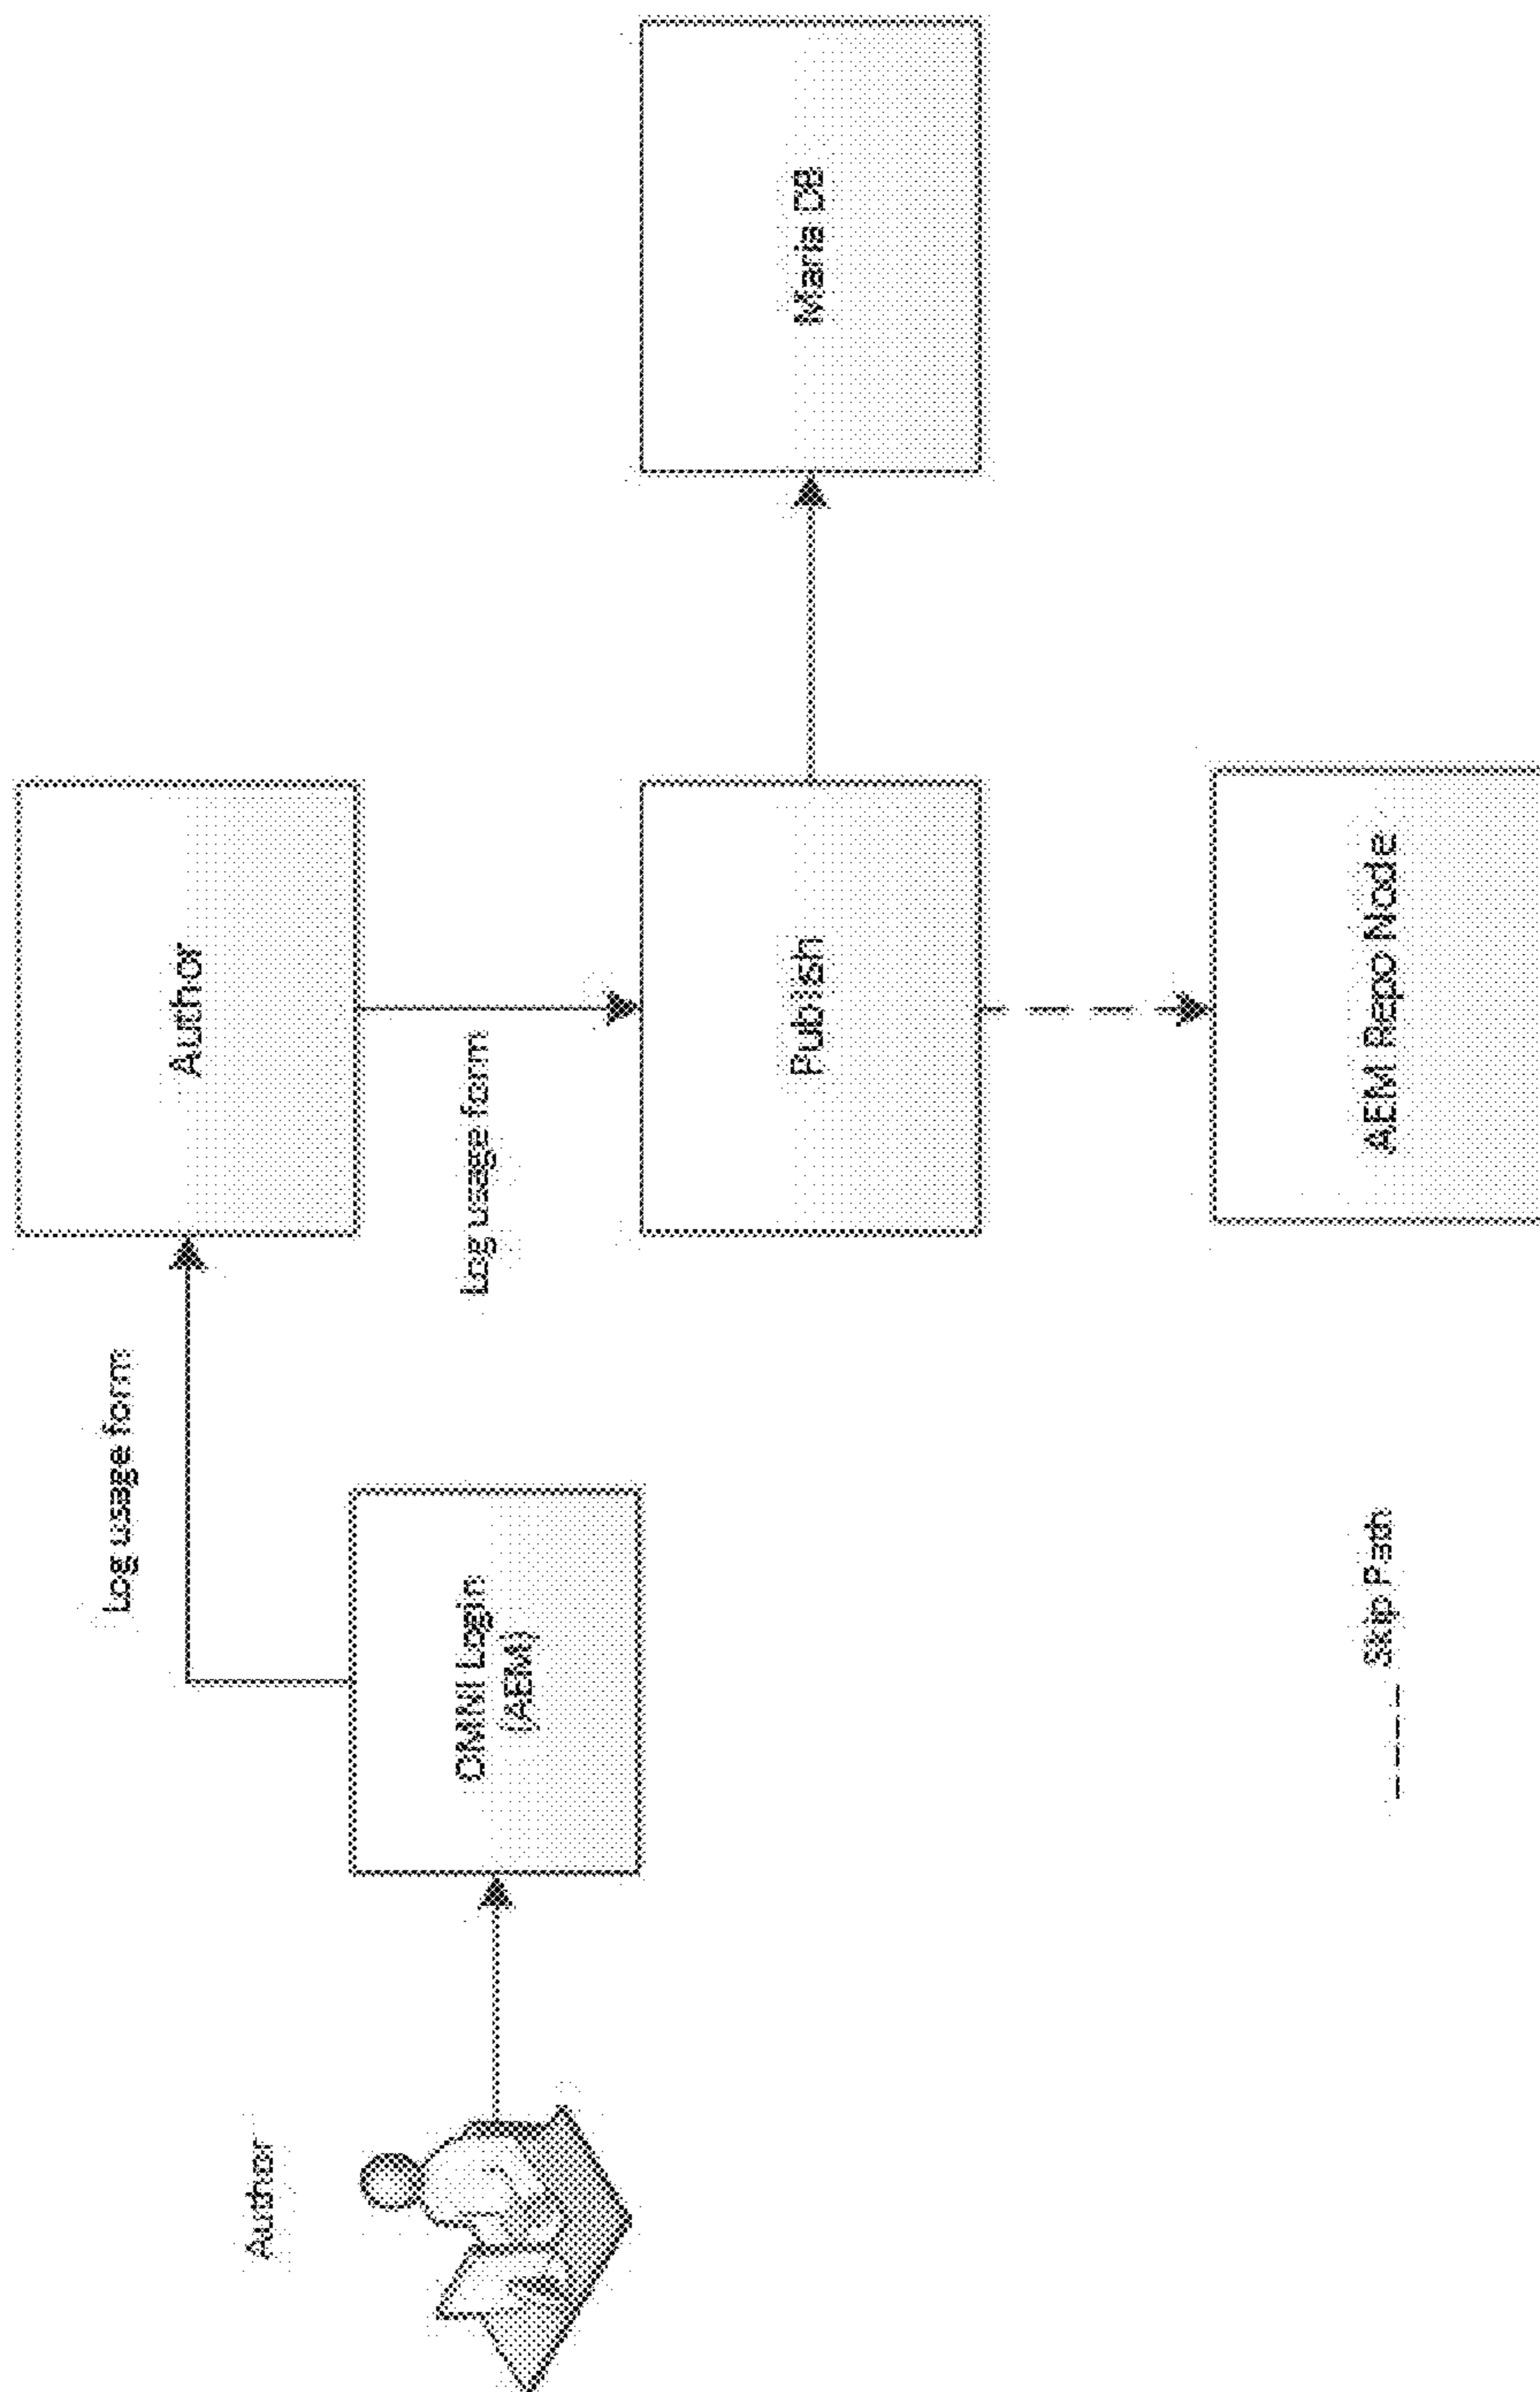 Log usage form
Author
Author
OMNI Login
(AEM)
Log usage form
Publish
Maria DB
Skip Path
AEM Repo Node